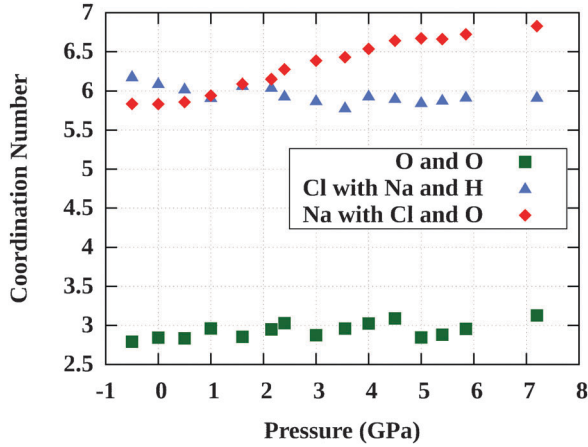 7
6.5
6
5.5
5
4.5
4
3.5
3
2.5
Coordination Number
O and O
Cl with Na and H
Na with Cl and O
-1 0 1 2 3 4 5 6 7 8
Pressure (GPa)